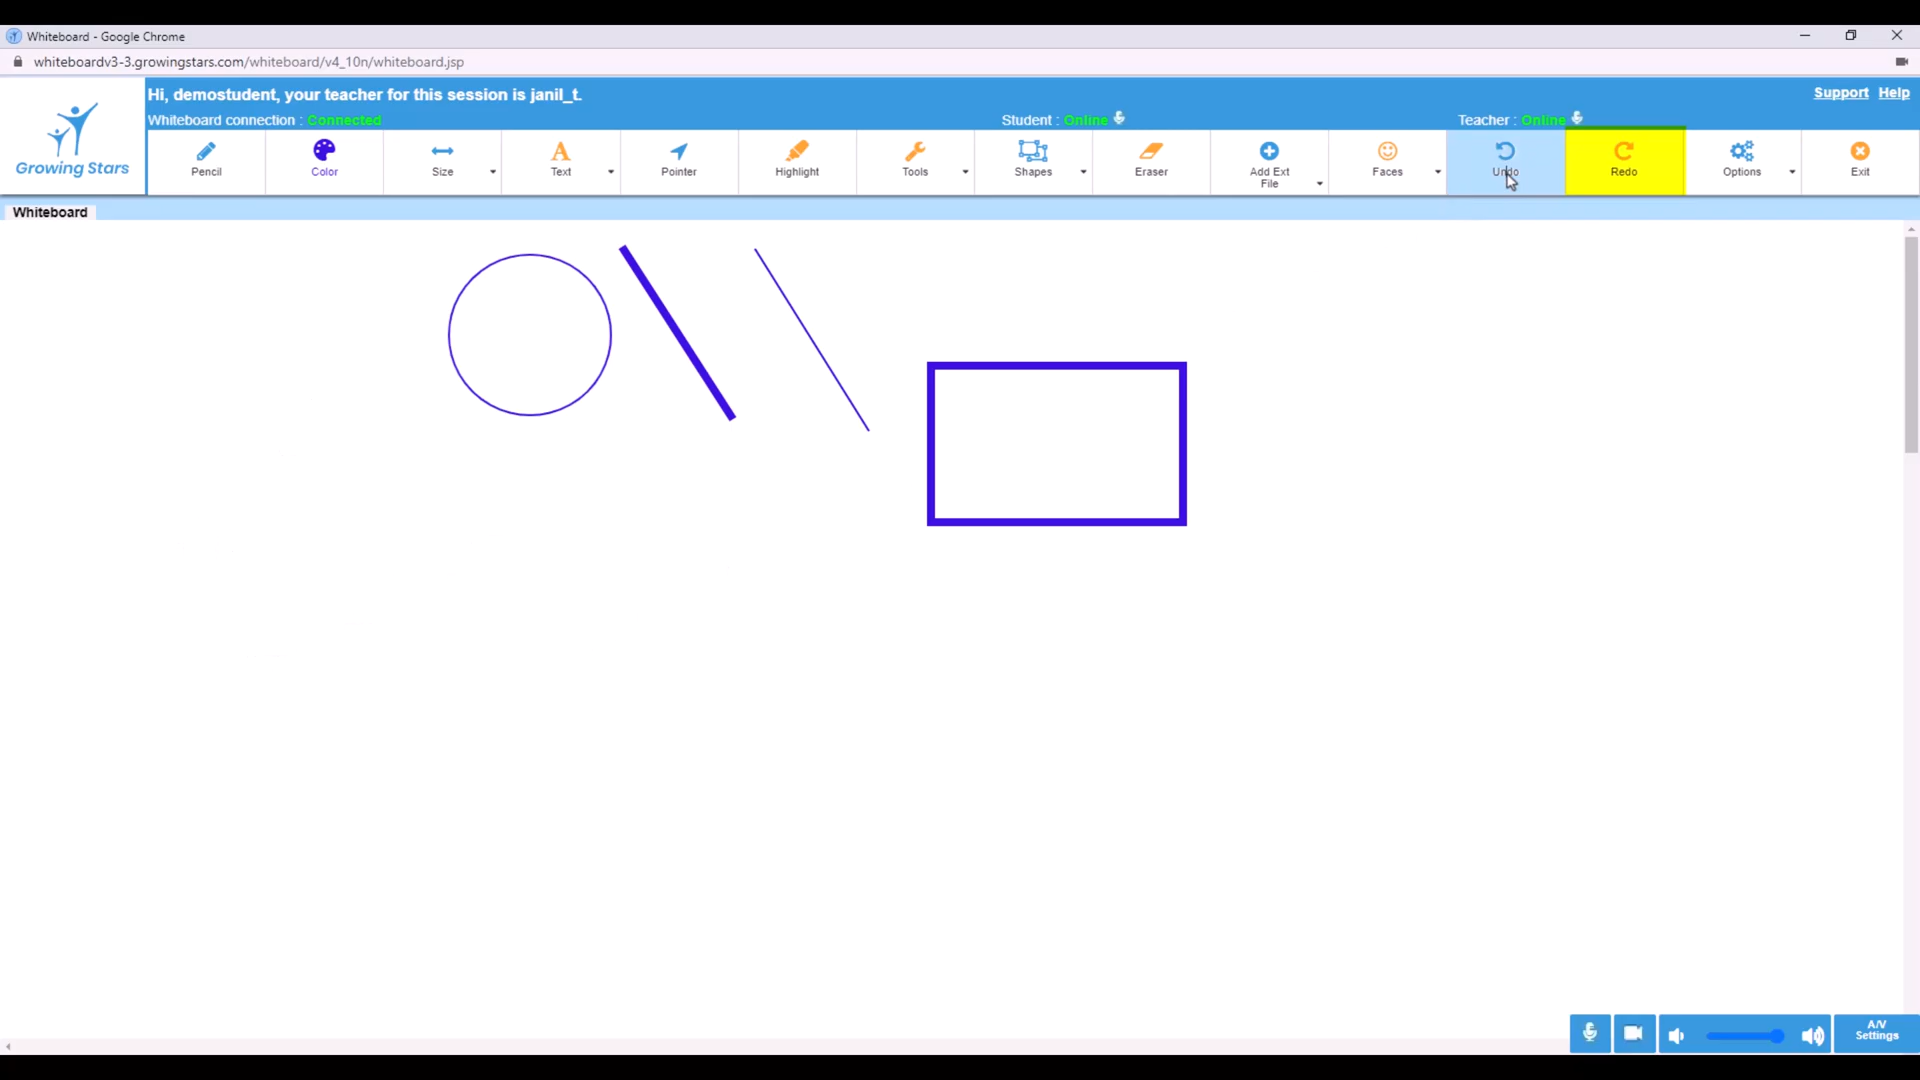 Whiteboard - Google Chrome
whiteboardv3-3.growingstars.com/whiteboard/v4_10n/whiteboard.jsp
Growing Stars
Hi, demostudent, your teacher for this session is janil_t.
Support Help
Whiteboard connection : Connected
Student : Online
Teacher : Online
Pencil
Color
Size
Text
Pointer
Highlight
Tools
Shapes
Eraser
Add Ext
File
Faces
Undo
Redo
Options
Exit
Whiteboard
A/V
Settings